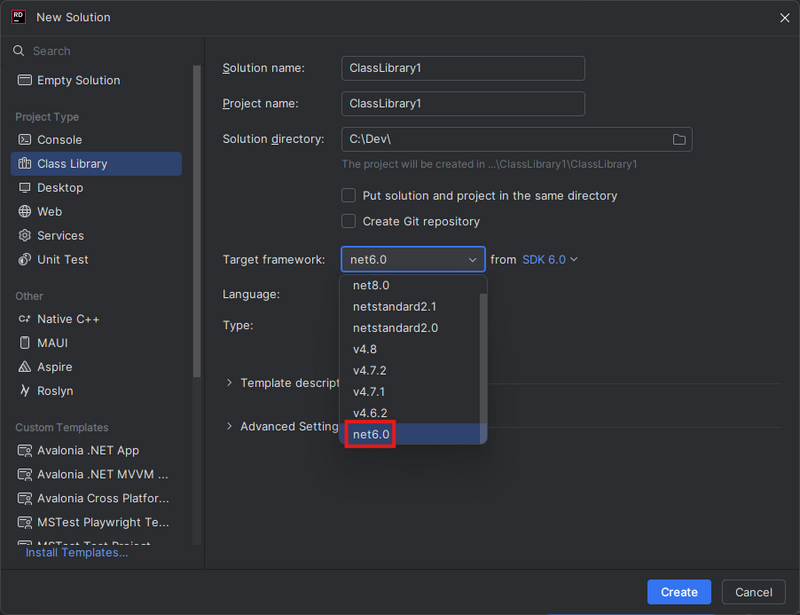 RD New Solution
Search
Empty Solution
Project Type
Console
Class Library
Desktop
Web
Services
Unit Test
Other
Native C++
MAUI
Aspire
Roslyn
Custom Templates
Avalonia .NET App
Avalonia .NET MVVM ...
Avalonia Cross Platfor...
MSTest Playwright Te...
MSTest Test Project
Install Templates...
Solution name: ClassLibrary1
Project name: ClassLibrary1
Solution directory: C:\Dev\
The project will be created in ...\ClassLibrary1\ClassLibrary1
Put solution and project in the same directory
Create Git repository
Target framework: net6.0 from SDK 6.0
Language:
Type:
net8.0
netstandard2.1
netstandard2.0
v4.8
v4.7.2
v4.7.1
v4.6.2
net6.0
Template descript
Advanced Setting
Create Cancel